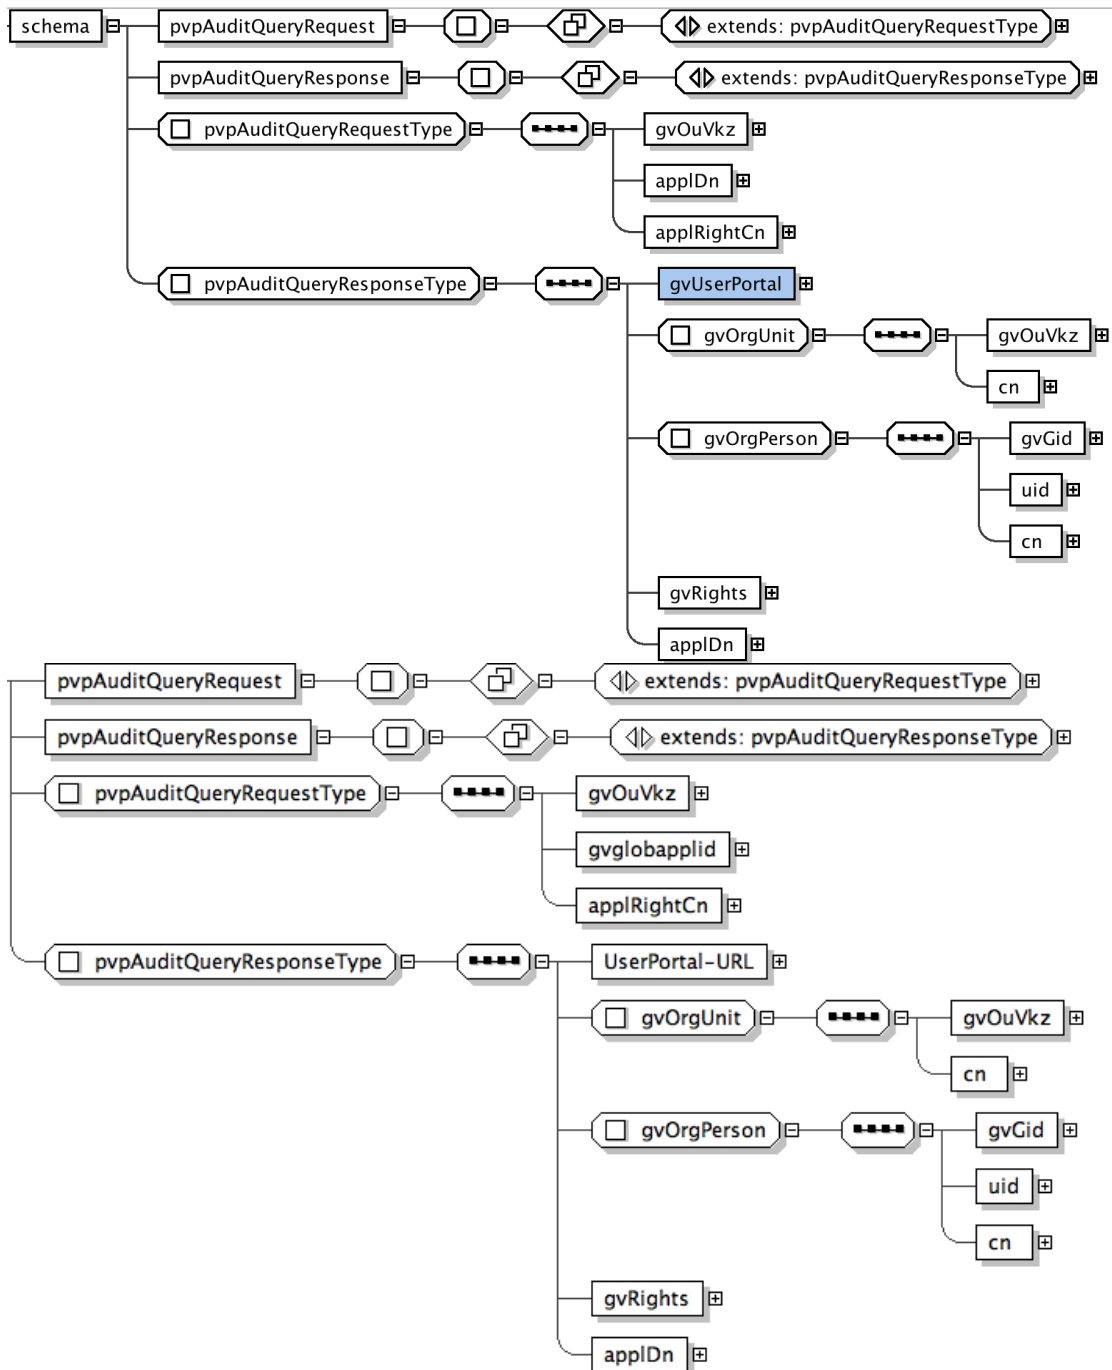 schema pvpAuditQueryRequest extends: pvpAuditQueryRequestType
pvpAuditQueryResponse extends: pvpAuditQueryResponseType
pvpAuditQueryRequestType gvOuVkz
applDn
applRightCn
pvpAuditQueryResponseType gvUserPortal
gvOrgUnit gvOuVkz
cn
gvOrgPerson gvGid
uid
cn
gvRights
applDn
pvpAuditQueryRequest extends: pvpAuditQueryRequestType
pvpAuditQueryResponse extends: pvpAuditQueryResponseType
pvpAuditQueryRequestType gvOuVkz
gvglobapplid
applRightCn
pvpAuditQueryResponseType UserPortal-URL
gvOrgUnit gvOuVkz
cn
gvOrgPerson gvGid
uid
cn
gvRights
applDn